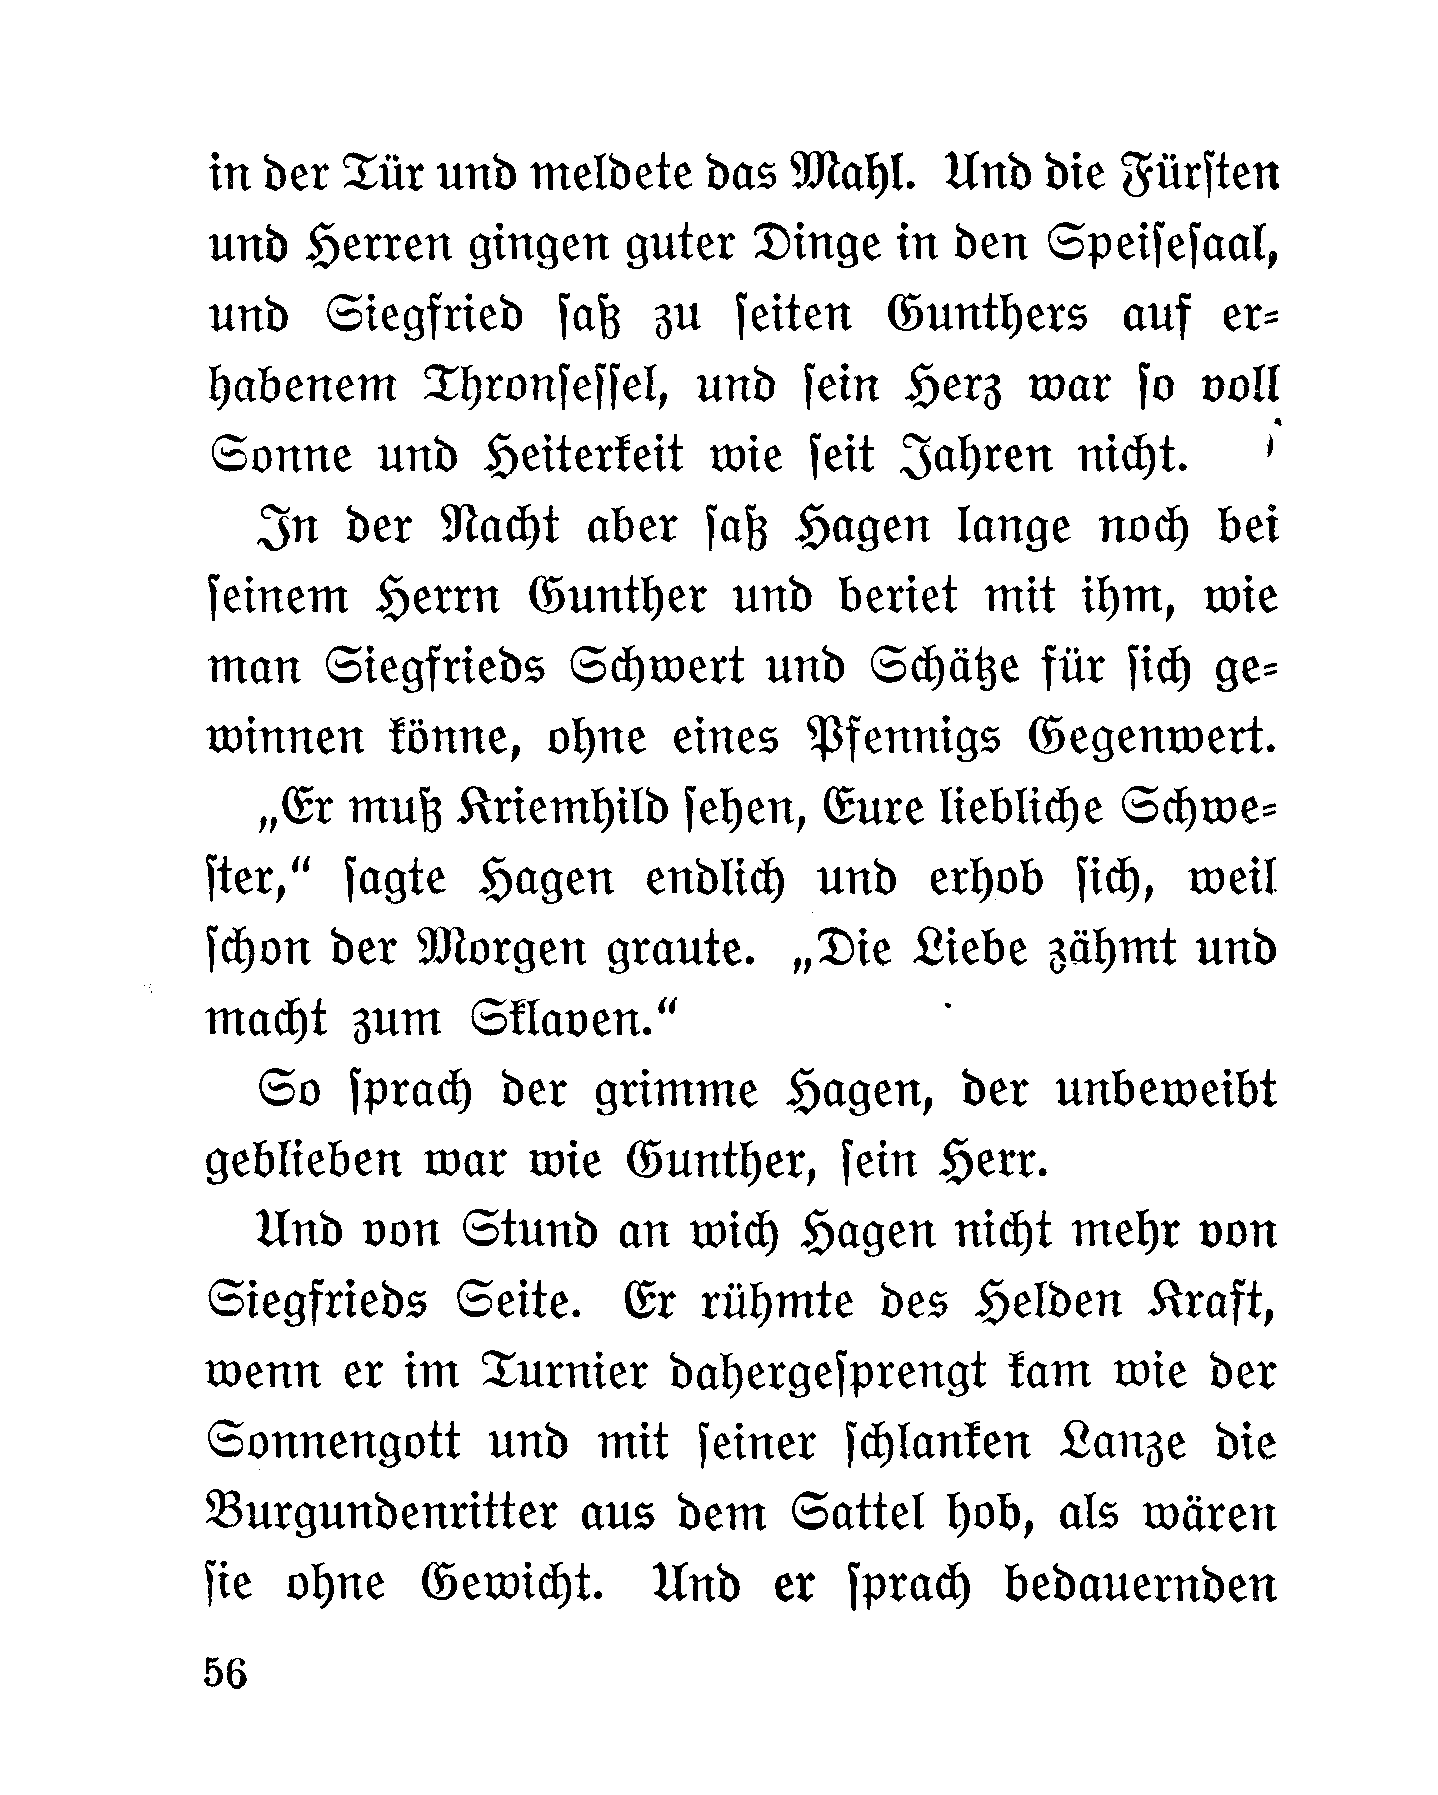 in der Tür und meldete das Mahl. Und die Fürſten
und Herren gingen guter Dinge in den Speiſeſaal,
und Siegfried ſaß zu ſeiten Gunthers auf er⸗
habenem Thronſeſſel, und ſein Herz war ſo voll
Sonne und Heiterkeit wie ſeit Jahren nicht.
In der Nacht aber ſaß Hagen lange noch bei
ſeinem Herrn Gunther und beriet mit ihm, wie
man Siegfrieds Schwert und Schätze für ſich ge⸗
winnen könne, ohne eines Pfennigs Gegenwert.
„Er muß Kriemhild ſehen, Eure liebliche Schwe⸗
ſter,“ ſagte Hagen endlich und erhob ſich, weil
ſchon der Morgen graute. „Die Liebe zähmt und
macht zum Sklaven.“
So ſprach der grimme Hagen, der unbeweibt
geblieben war wie Gunther, ſein Herr.
Und von Stund an wich Hagen nicht mehr von
Siegfrieds Seite. Er rühmte des Helden Kraft,
wenn er im Turnier dahergeſprengt kam wie der
Sonnengott und mit ſeiner ſchlanken Lanze die
Burgundenritter aus dem Sattel hob, als wären
ſie ohne Gewicht. Und er ſprach bedauernden
56